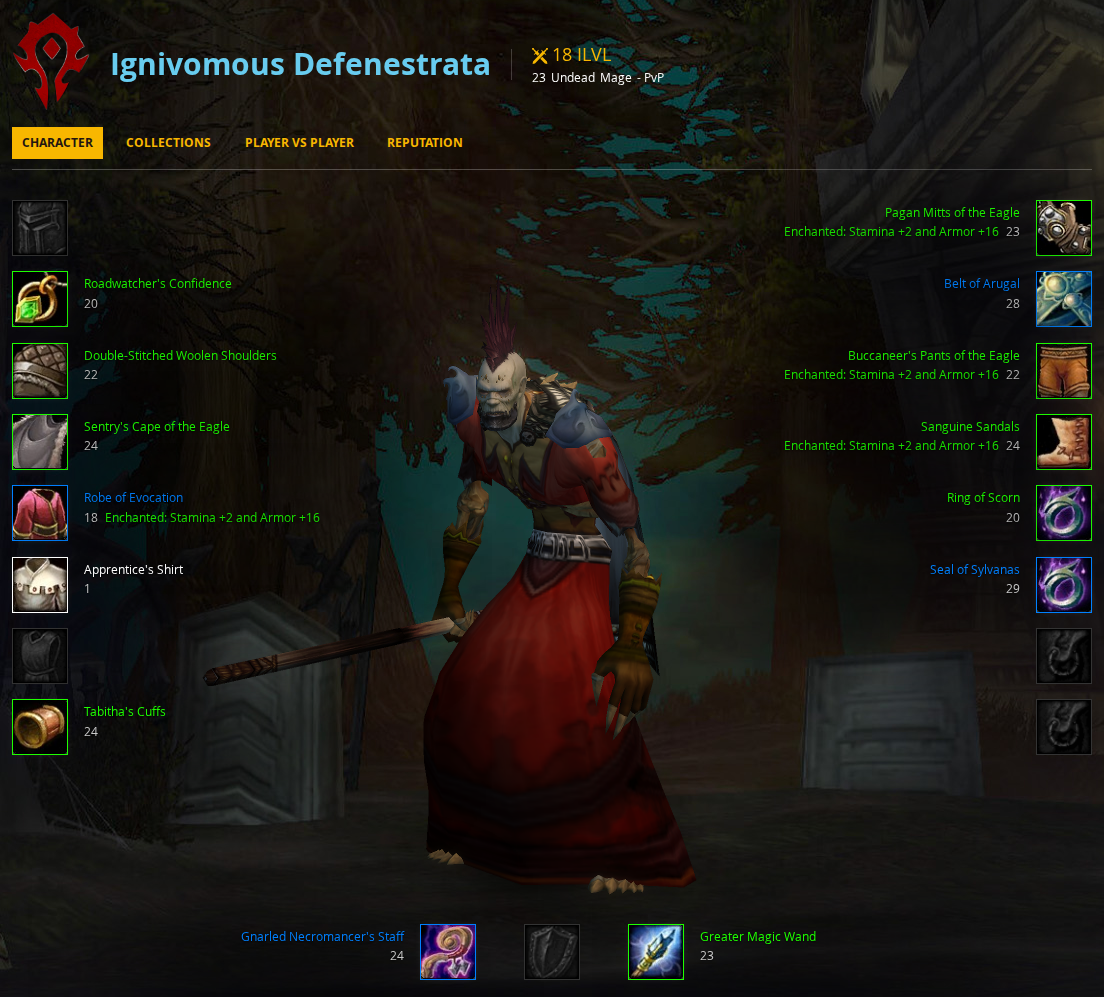 Ignivomous Defenestrata
18 ILVL
23 Undead Mage - PvP
CHARACTER COLLECTIONS PLAYER VS PLAYER REPUTATION
Roadwatcher's Confidence
20
Double-Stitched Woolen Shoulders
22
Sentry's Cape of the Eagle
24
Robe of Evocation
18 Enchanted: Stamina +2 and Armor +16
Apprentice's Shirt
1
Tabitha's Cuffs
24
Pagan Mitts of the Eagle
Enchanted: Stamina +2 and Armor +16 23
Belt of Arugal
28
Buccaneer's Pants of the Eagle
Enchanted: Stamina +2 and Armor +16 22
Sanguine Sandals
Enchanted: Stamina +2 and Armor +16 24
Ring of Scorn
20
Seal of Sylvanas
29
Gnarled Necromancer's Staff
24
Greater Magic Wand
23